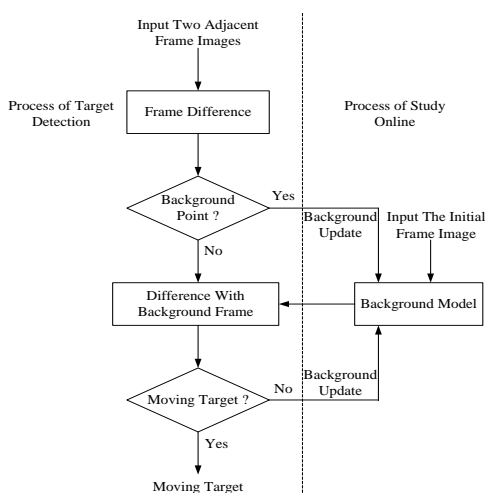 Input Two Adjacent
Frame Images
Process of Target
Detection
Process of Study
Online
Frame Difference
Background
Point ?
Yes
Background
Update
Input The Initial
Frame Image
No
Difference With
Background Frame
Background Model
Moving Target ?
No
Background
Update
Yes
Moving Target